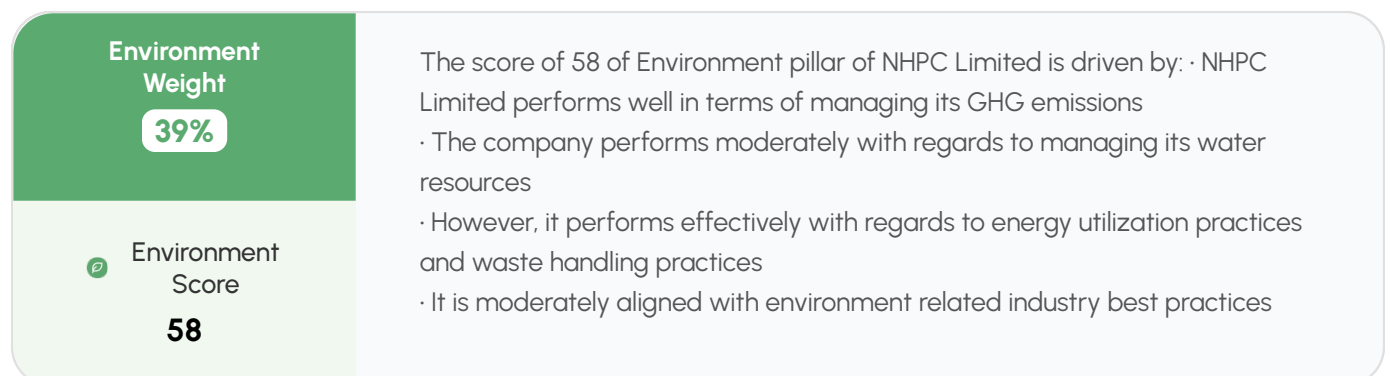 Environment
Weight
39%
Environment
Score
58
The score of 58 of Environment pillar of NHPC Limited is driven by: · NHPC
Limited performs well in terms of managing its GHG emissions
· The company performs moderately with regards to managing its water
resources
· However, it performs effectively with regards to energy utilization practices
and waste handling practices
· It is moderately aligned with environment related industry best practices